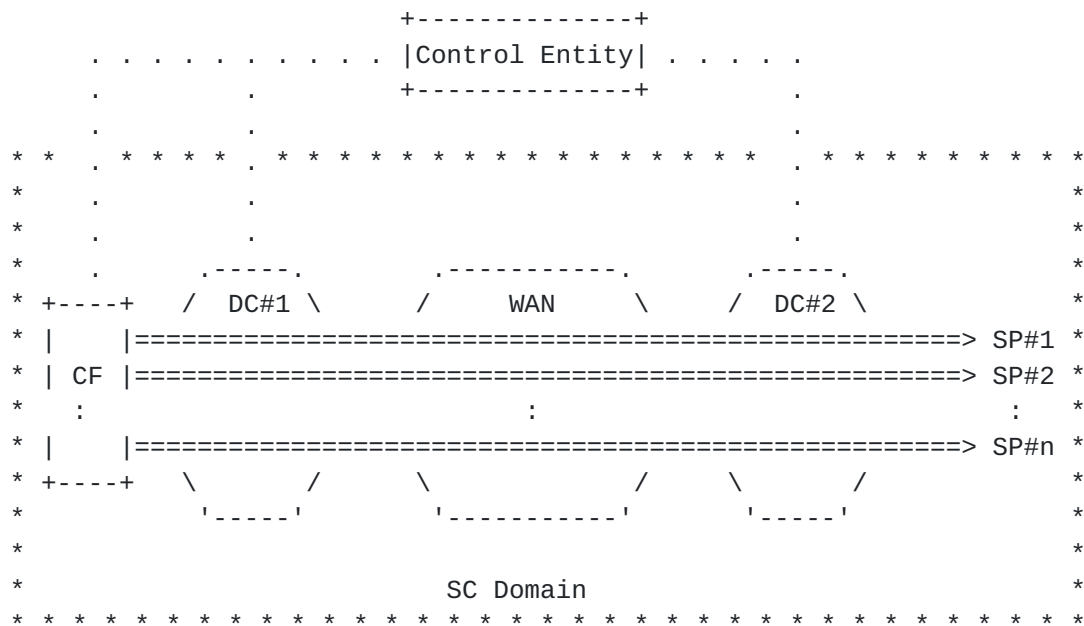 Control Entity
DC#1 WAN DC#2
SP#1
CF SP#2
: : :
SP#n
SC Domain